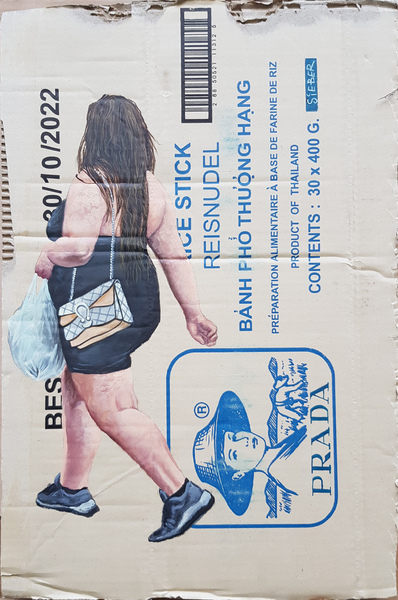 BES 30/10/2022
ICE STICK
REISNUDEL
BÁNH PHỞ THƯỢNG HẠNG
PRÉPARATION ALIMENTAIRE À BASE DE FARINE DE RIZ
PRODUCT OF THAILAND
CONTENTS : 30 x 400 G.
SIEBER
®
PRADA